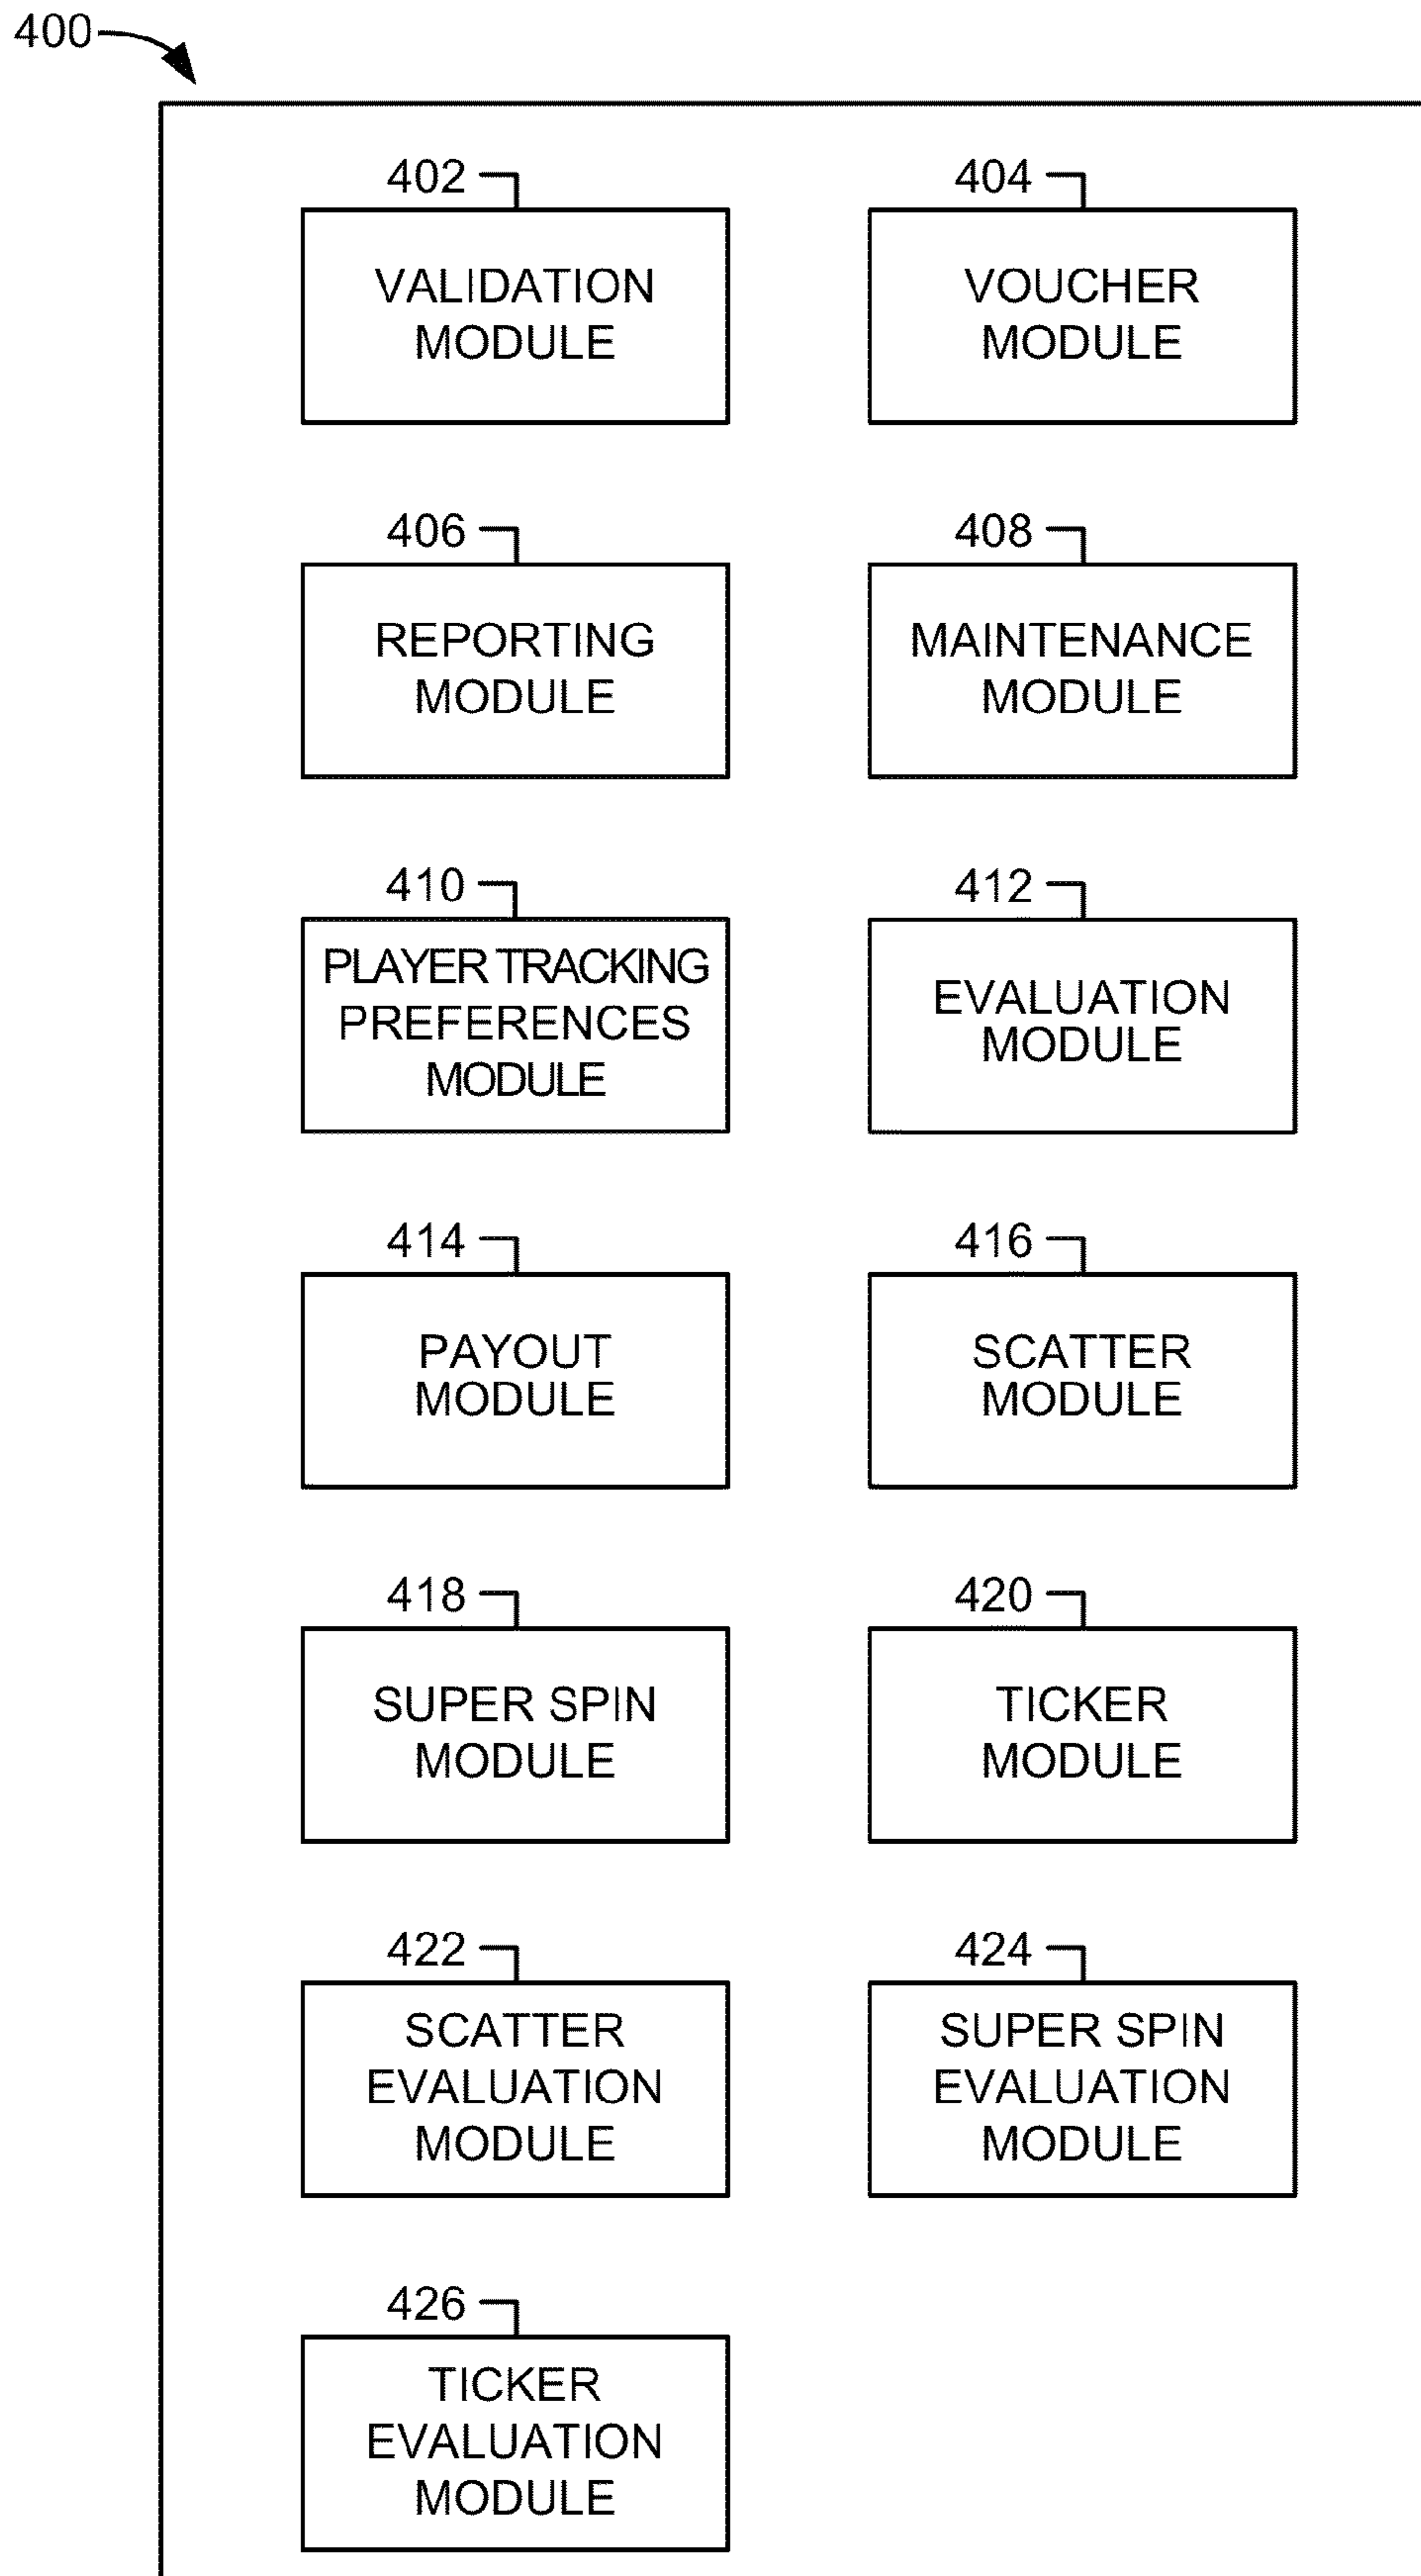 400
402
VALIDATION
MODULE
404
VOUCHER
MODULE
406
REPORTING
MODULE
408
MAINTENANCE
MODULE
410
PLAYER TRACKING
PREFERENCES
MODULE
412
EVALUATION
MODULE
414
PAYOUT
MODULE
416
SCATTER
MODULE
418
SUPER SPIN
MODULE
420
TICKER
MODULE
422
SCATTER
EVALUATION
MODULE
424
SUPER SPIN
EVALUATION
MODULE
426
TICKER
EVALUATION
MODULE